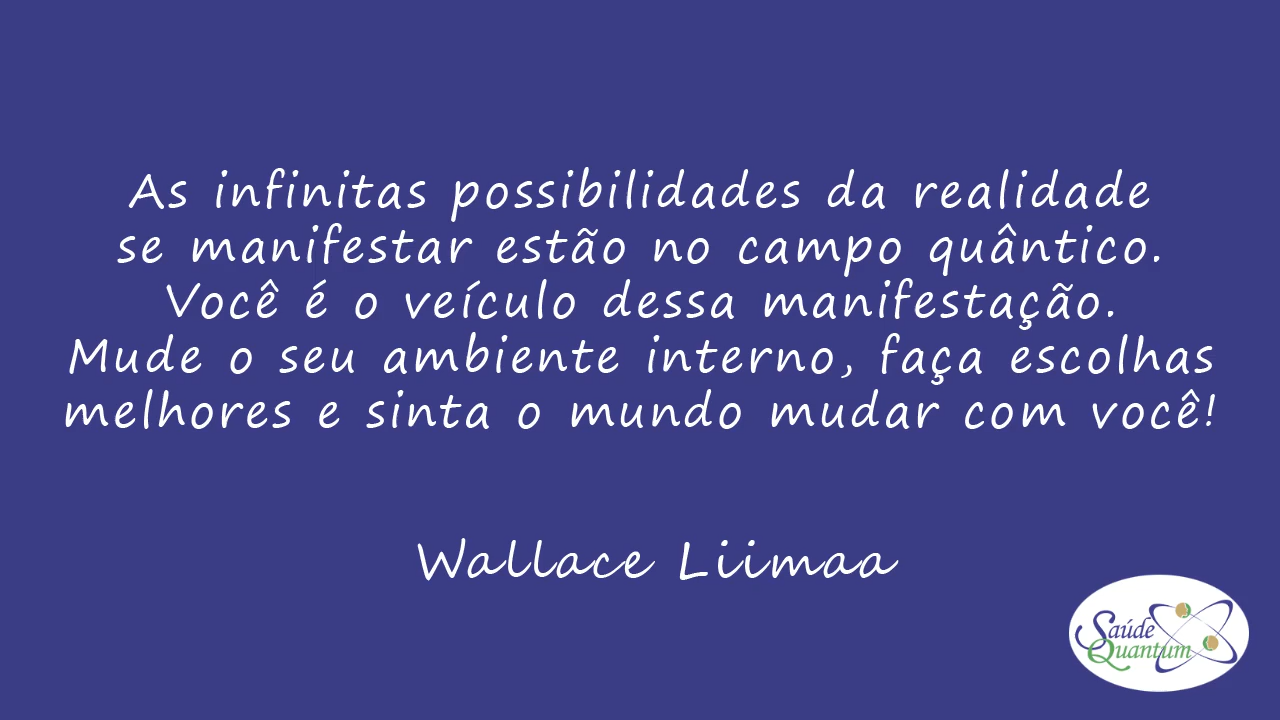 As infinitas possibilidades da realidade
se manifestar estão no campo quântico.
Você é o veículo dessa manifestação.
Mude o seu ambiente interno, faça escolhas
melhores e sinta o mundo mudar com você!
Wallace Liimaa
Saúde
Quantum